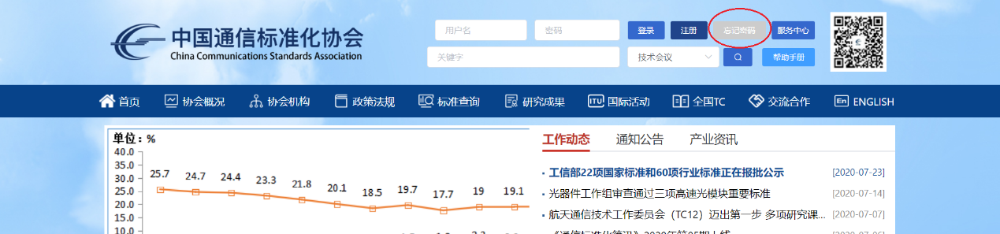 中国通信标准化协会
China Communications Standards Association
用户名 密码 登录 注册 忘记密码 服务中心
关键字 技术会议 帮助手册
首页 协会概况 协会机构 政策法规 标准查询 研究成果 ITU 国际活动 全国TC 交流合作 En ENGLISH
单位：%
40.0
35.0
30.0
25.0
20.0
15.0
10.0
25.7 24.7 24.4 23.3 21.8 20.1 18.5 19.7 17.7 19 19.1
工作动态 通知公告 产业资讯
工信部22项国家标准和60项行业标准正在报批公示 [2020-07-23]
光器件工作组审查通过三项高速光模块重要标准 [2020-07-14]
航天通信技术工作委员会（TC12）迈出第一步 多项研究课... [2020-07-07]